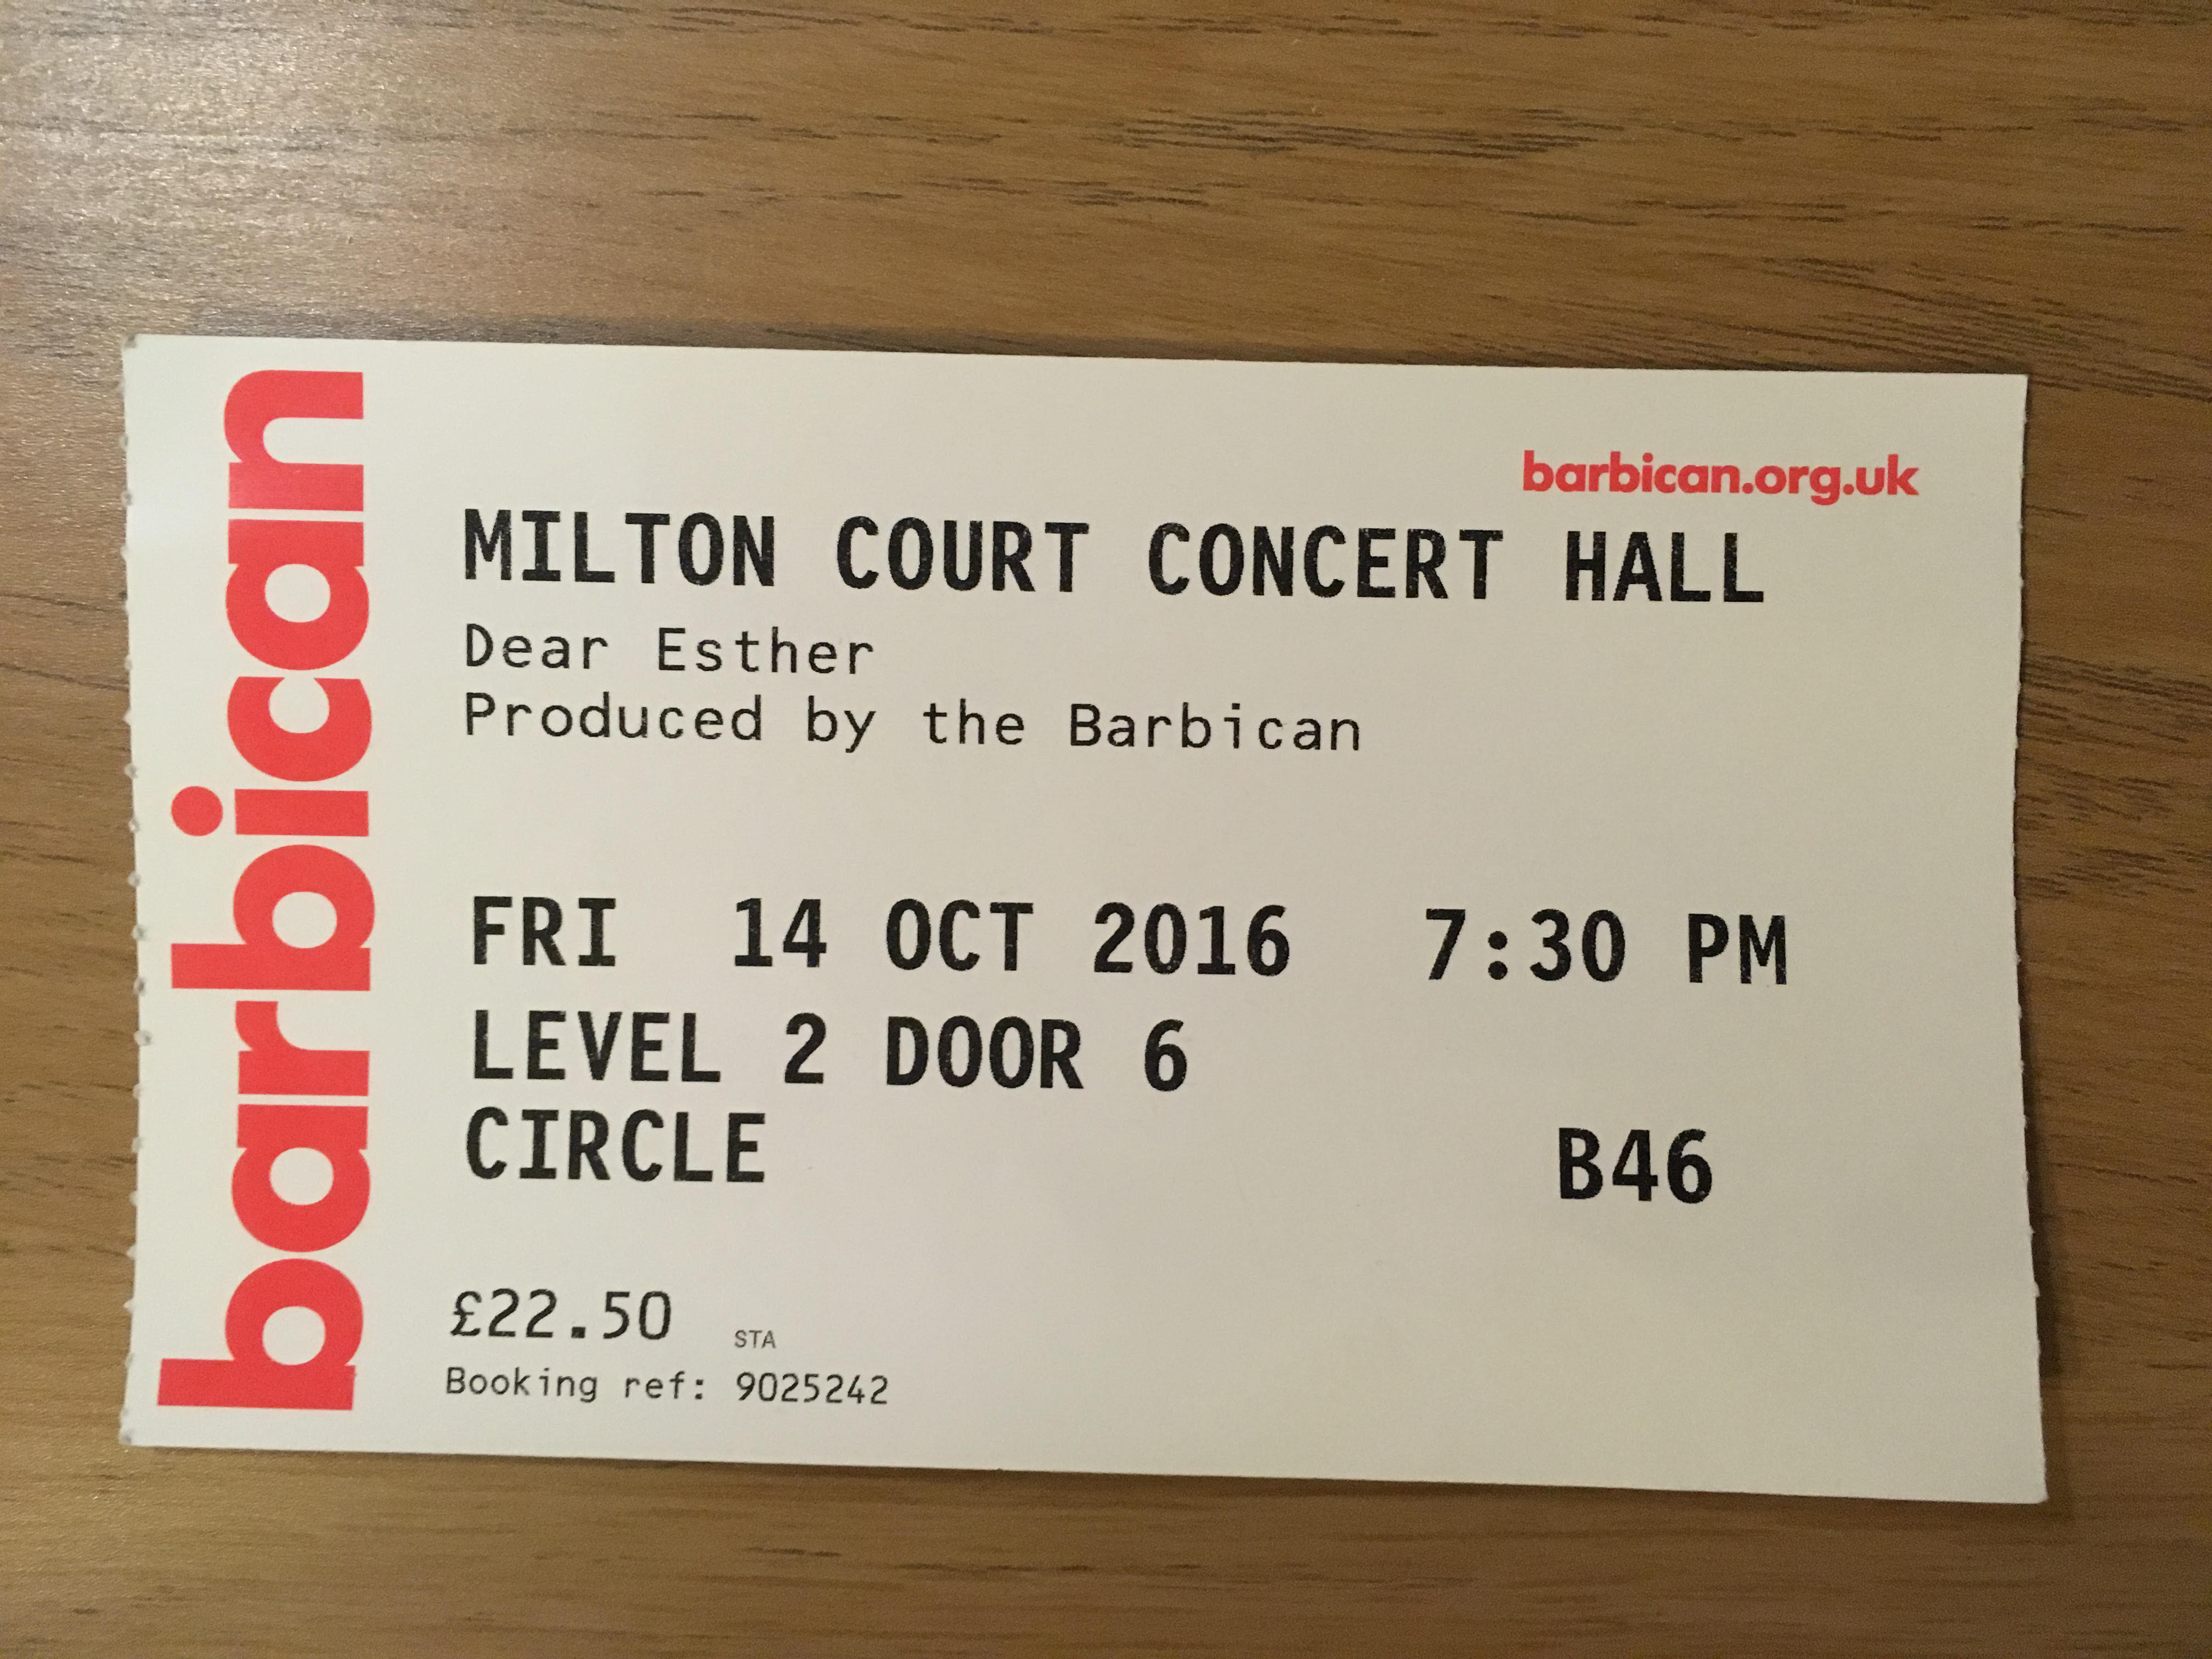 barbican
barbican.org.uk
MILTON COURT CONCERT HALL
Dear Esther
Produced by the Barbican
FRI 14 OCT 2016 7:30 PM
LEVEL 2 DOOR 6
CIRCLE B46
£22.50 STA
Booking ref: 9025242